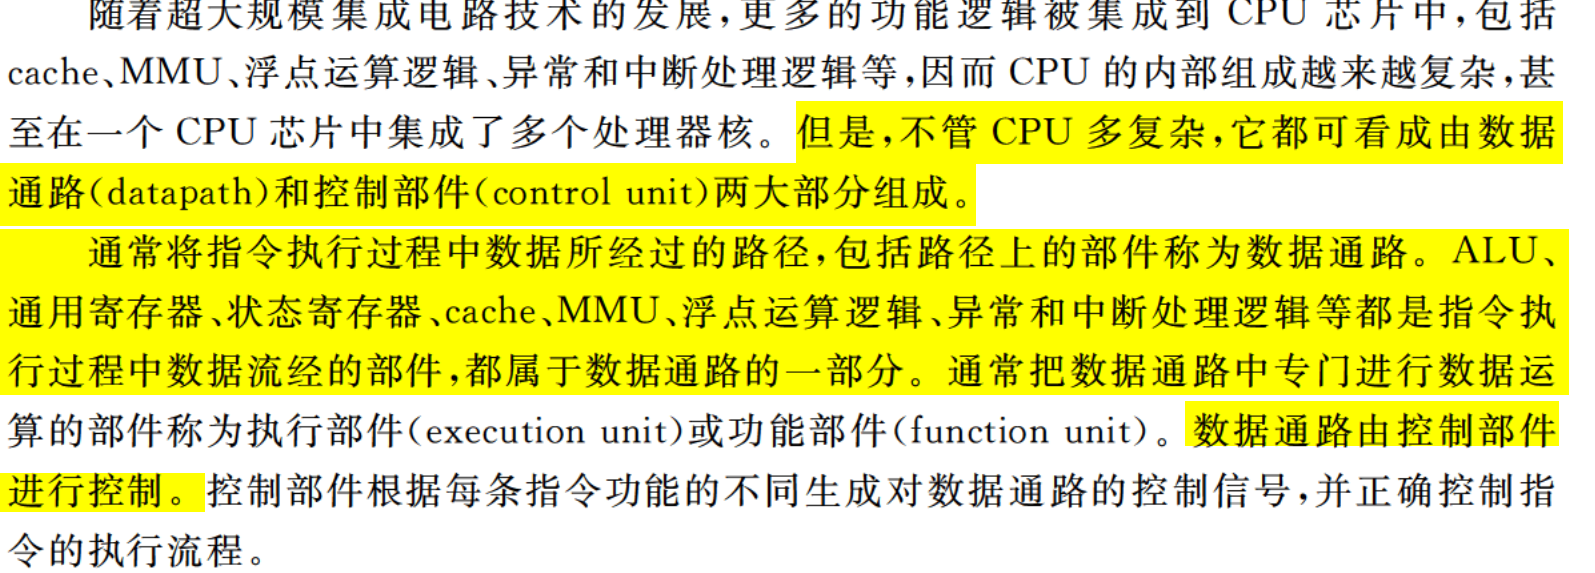 随着超大规模集成电路技术的发展,更多的功能逻辑被集成到 CPU 芯片中,包括
cache、MMU、浮点运算逻辑、异常和中断处理逻辑等,因而 CPU 的内部组成越来越复杂,甚
至在一个 CPU 芯片中集成了多个处理器核。但是,不管 CPU 多复杂,它都可看成由数据
通路(datapath)和控制部件(control unit)两大部分组成。
通常将指令执行过程中数据所经过的路径,包括路径上的部件称为数据通路。ALU、
通用寄存器、状态寄存器、cache、MMU、浮点运算逻辑、异常和中断处理逻辑等都是指令执
行过程中数据流经的部件,都属于数据通路的一部分。通常把数据通路中专门进行数据运
算的部件称为执行部件(execution unit)或功能部件(function unit)。数据通路由控制部件
进行控制。控制部件根据每条指令功能的不同生成对数据通路的控制信号,并正确控制指
令的执行流程。